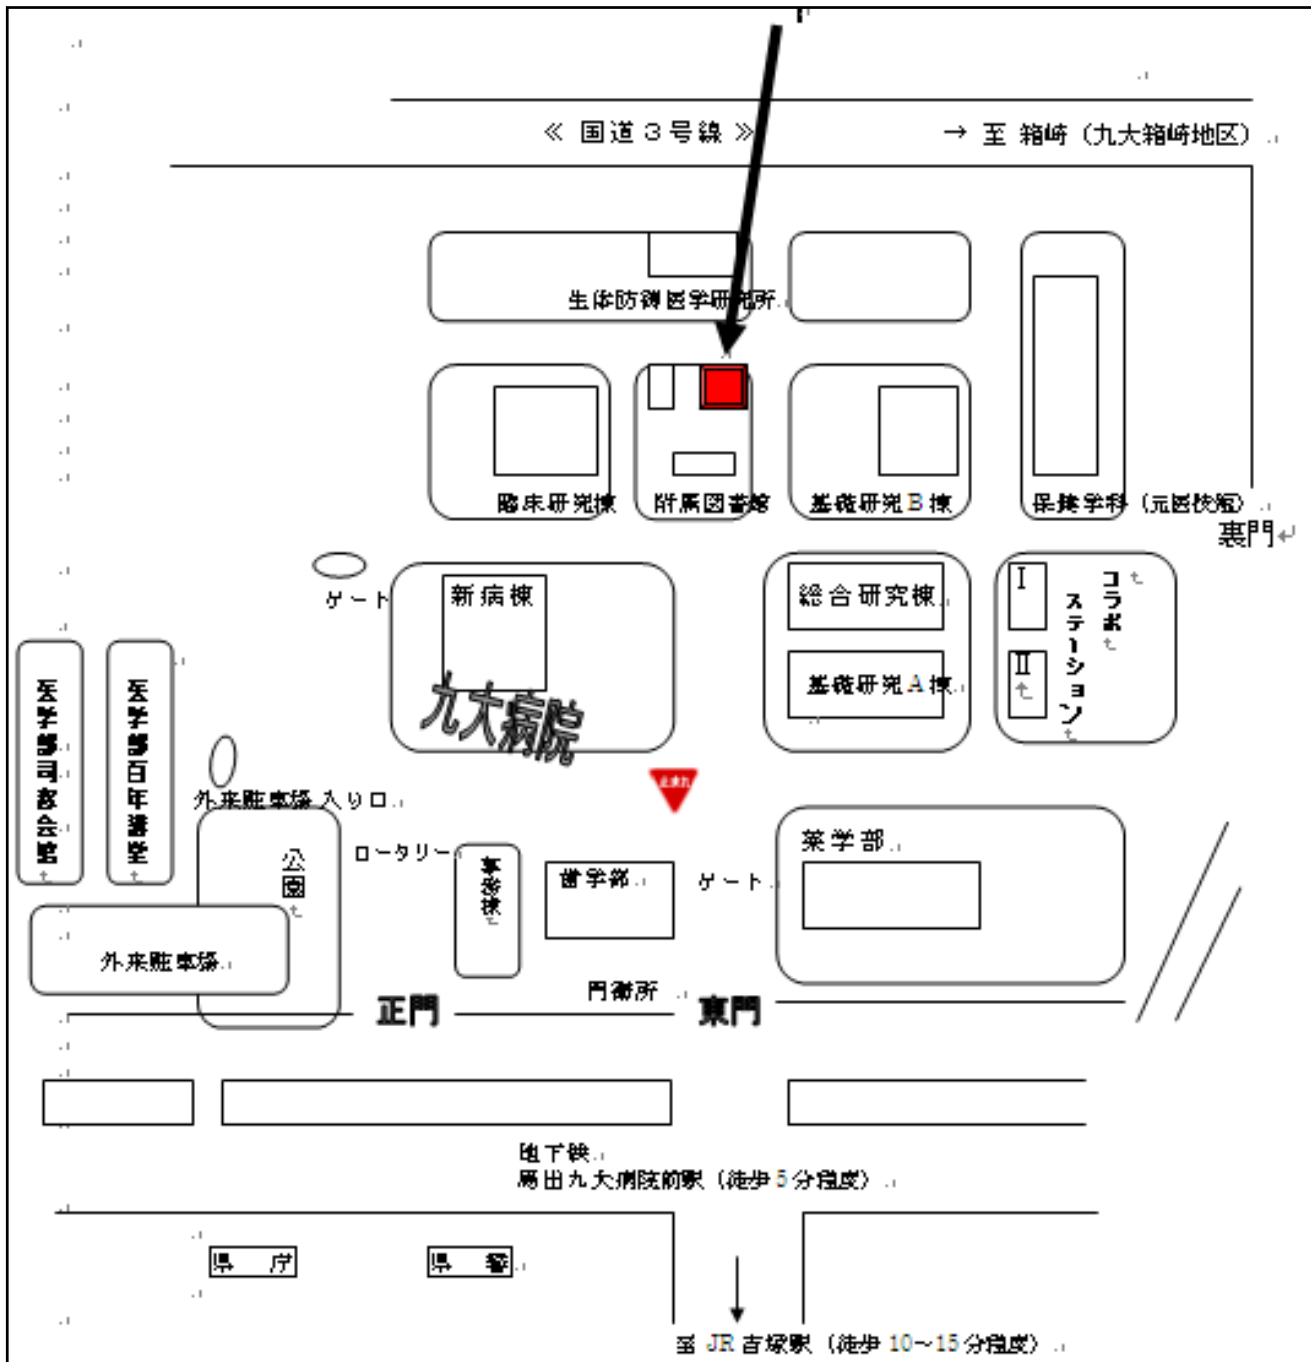 ≪ 国道３号線 ≫
→ 至 箱崎（九大箱崎地区）
生体防御医学研究所
臨床研究棟
附属図書館
基礎研究B棟
保健学科（元医技短）
裏門
ゲート
新病棟
九大病院
総合研究棟
基礎研究A棟
Ⅰ
Ⅱ
コラボ
ステーション
医学部百年講堂
外来駐車場 入り口
止まれ
公園
ロータリー
事務棟
歯学部
ゲート
薬学部
外来駐車場
門衛所
正門
東門
地下鉄
馬出九大病院前駅（徒歩5分程度）
県　庁
県　警
至 JR吉塚駅（徒歩10～15分程度）